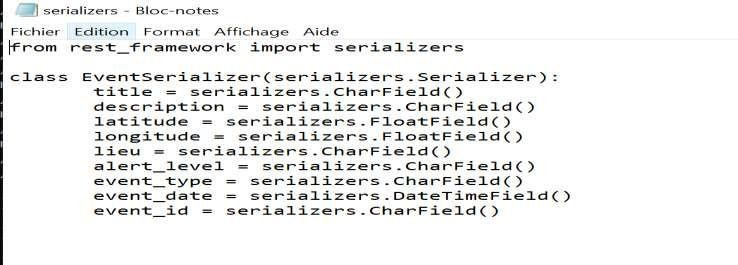 serializers - Bloc-notes
Fichier Edition Format Affichage Aide
from rest_framework import serializers
class EventSerializer(serializers.Serializer):
title = serializers.CharField()
description = serializers.CharField()
latitude = serializers.FloatField()
longitude = serializers.FloatField()
lieu = serializers.CharField()
alert_level = serializers.CharField()
event_type = serializers.CharField()
event_date = serializers.DateTimeField()
event_id = serializers.CharField()